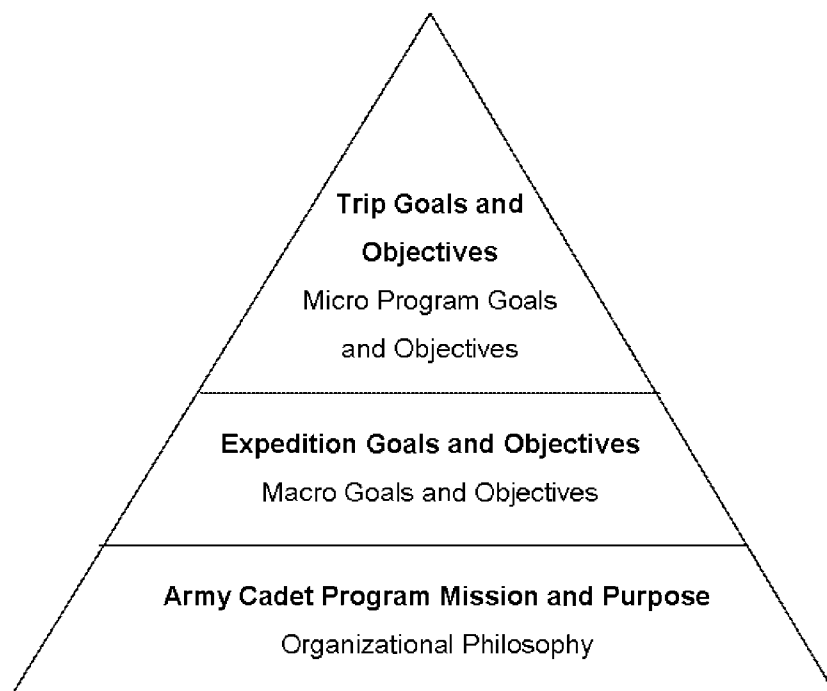 Trip Goals and
Objectives
Micro Program Goals
and Objectives
Expedition Goals and Objectives
Macro Goals and Objectives
Army Cadet Program Mission and Purpose
Organizational Philosophy